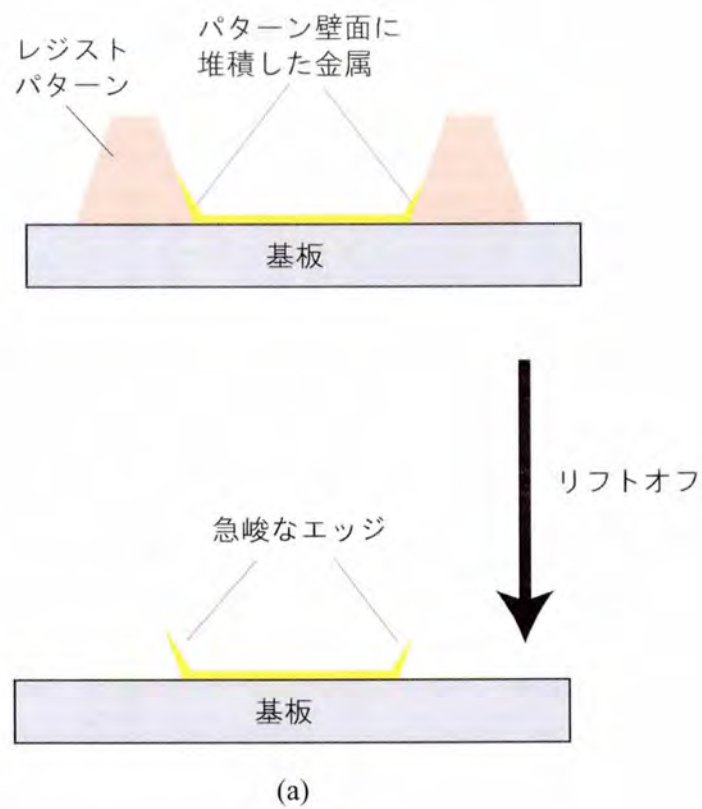 レジスト
パターン
パターン壁面に
堆積した金属
基板
リフトオフ
急峻なエッジ
基板
(a)